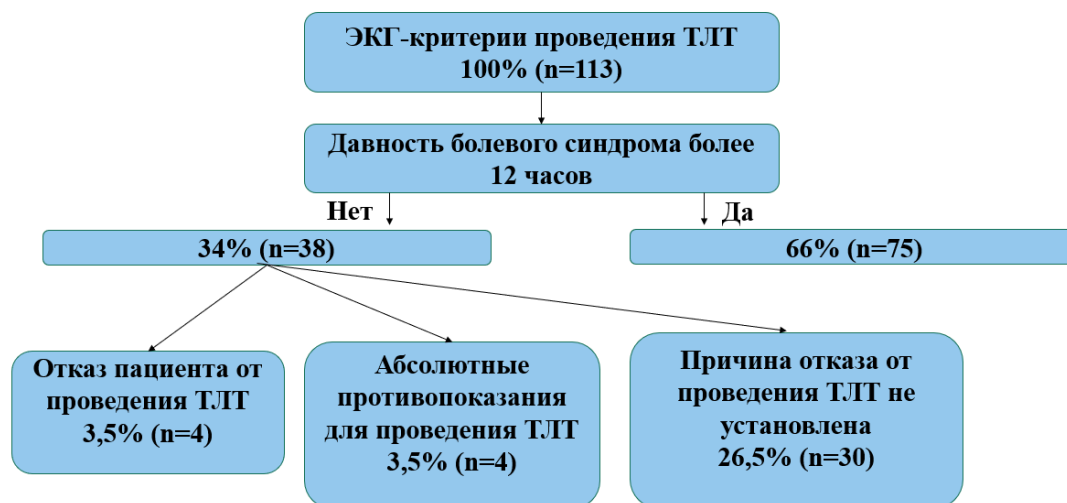 ЭКГ-критерии проведения ТЛТ
100% (n=113)
Давность болевого синдрома более
12 часов
Нет
Да
34% (n=38)
66% (n=75)
Отказ пациента от
проведения ТЛТ
3,5% (n=4)
Абсолютные
противопоказания
для проведения ТЛТ
3,5% (n=4)
Причина отказа от
проведения ТЛТ не
установлена
26,5% (n=30)